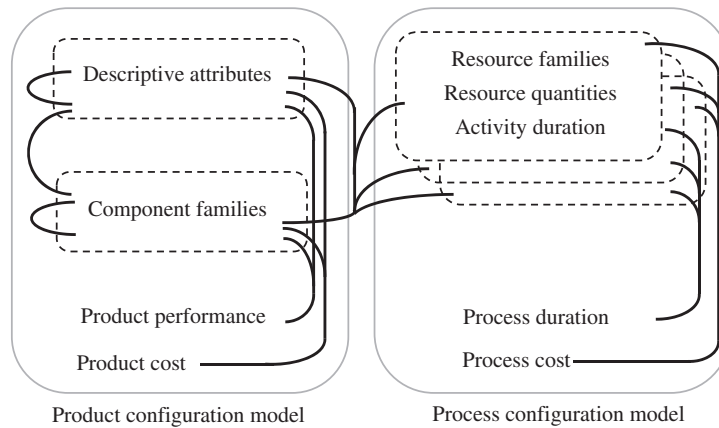 Descriptive attributes
Component families
Product performance
Product cost
Product configuration model
Resource families
Resource quantities
Activity duration
Process duration
Process cost
Process configuration model